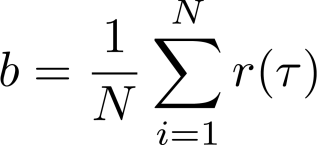 b = \frac{1}{N} \sum_{i=1}^{N} r(\tau)